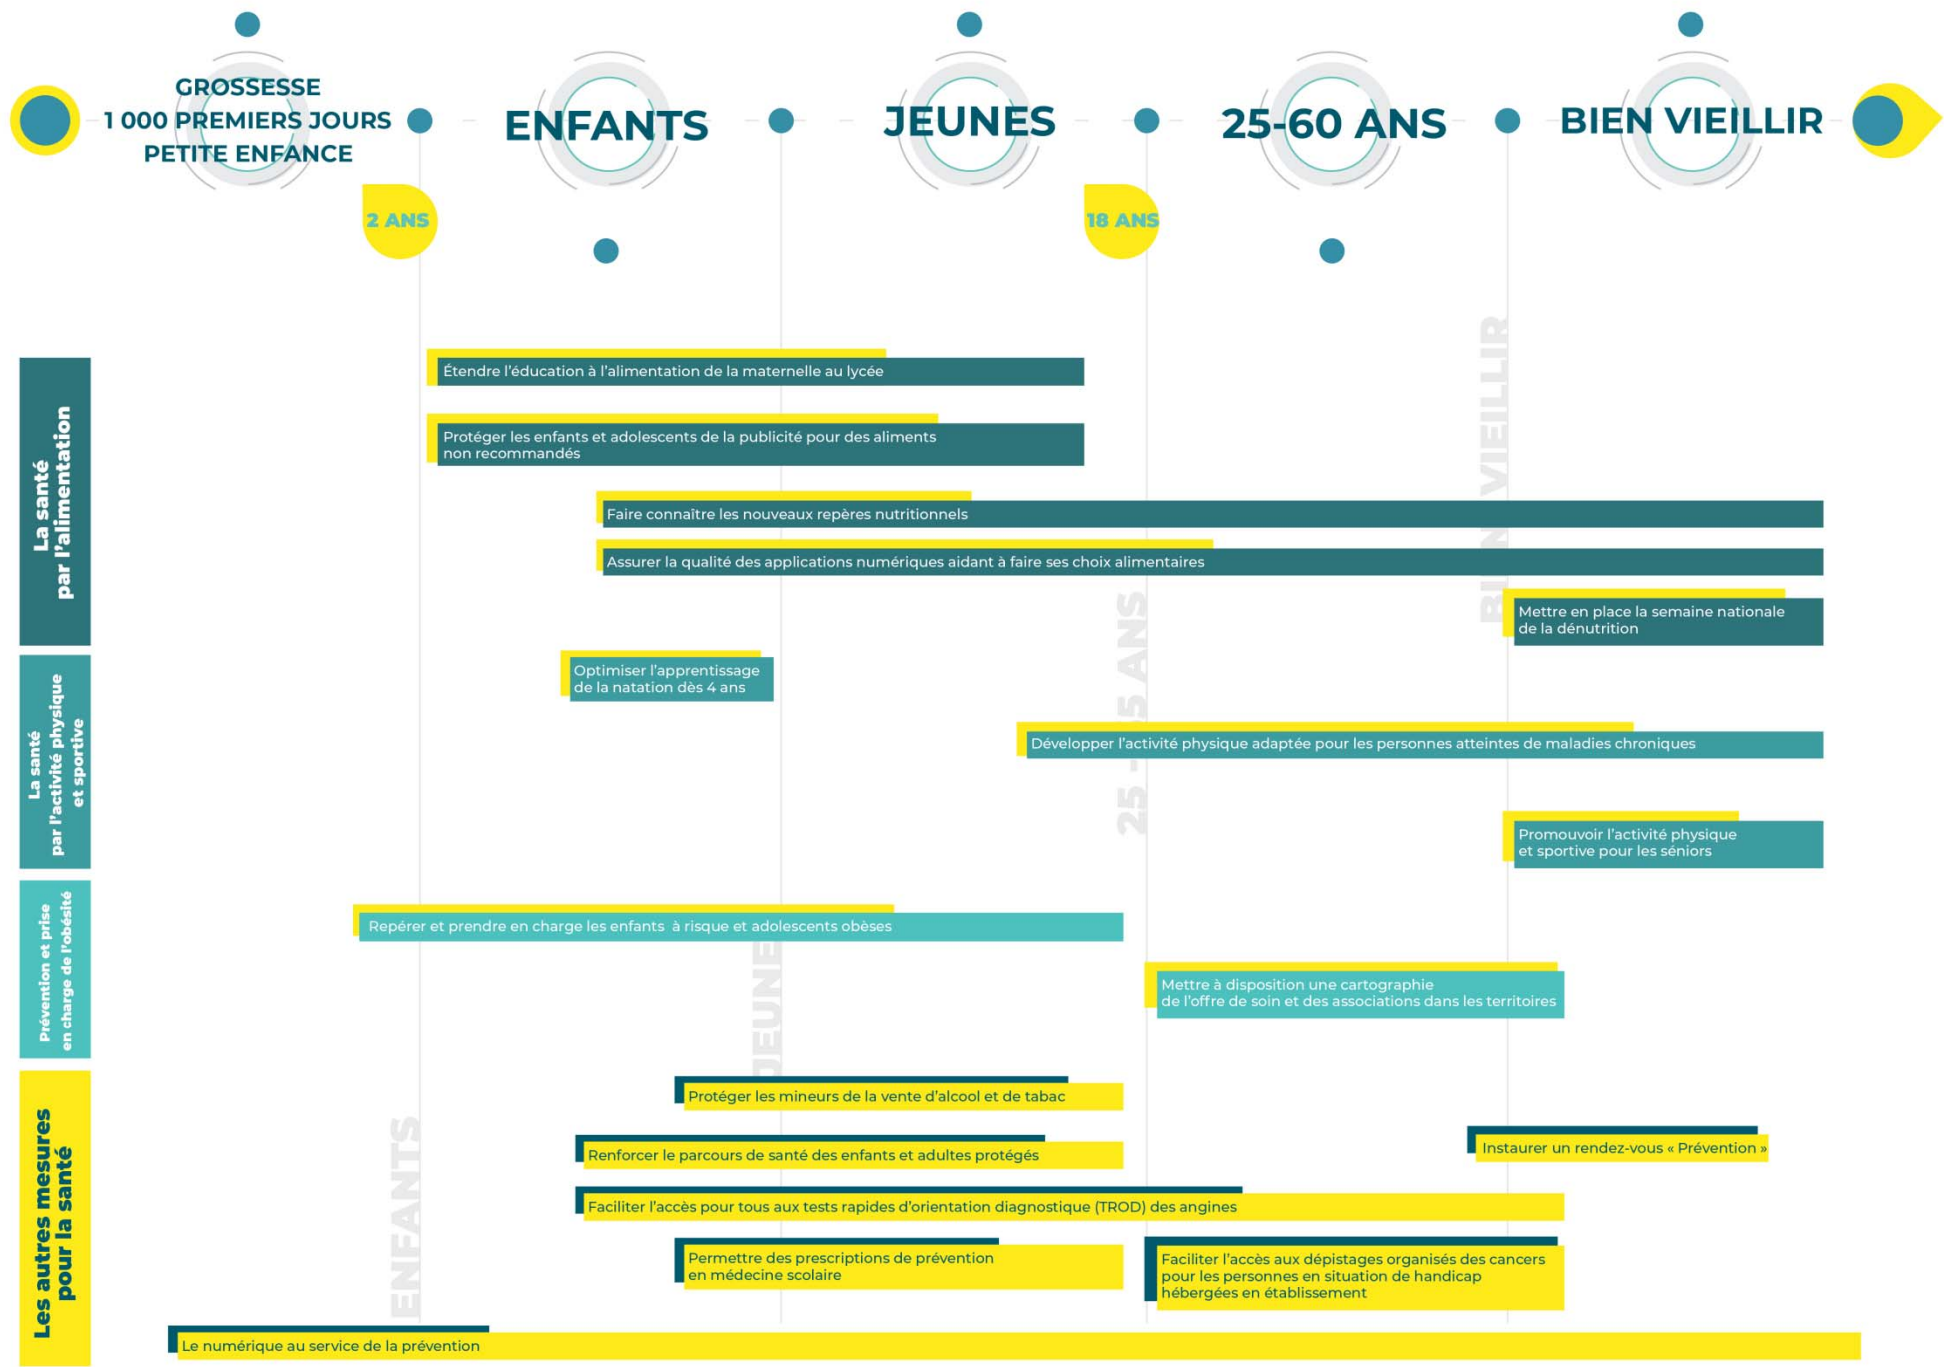 GROSSESSE
1 000 PREMIERS JOURS
PETITE ENFANCE
ENFANTS
JEUNES
25-60 ANS
BIEN VIEILLIR
2 ANS
18 ANS
La santé
par l'alimentation
Étendre l'éducation à l'alimentation de la maternelle au lycée
Protéger les enfants et adolescents de la publicité pour des aliments
non recommandés
Faire connaître les nouveaux repères nutritionnels
Assurer la qualité des applications numériques aidant à faire ses choix alimentaires
Mettre en place la semaine nationale
de la dénutrition
BIEN VIEILLIR
La santé
par l'activité physique
et sportive
Optimiser l'apprentissage
de la natation dès 4 ans
Développer l'activité physique adaptée pour les personnes atteintes de maladies chroniques
Promouvoir l'activité physique
et sportive pour les séniors
25 - 65 ANS
Prévention et prise
en charge de l'obésité
Repérer et prendre en charge les enfants à risque et adolescents obèses
Mettre à disposition une cartographie
de l'offre de soin et des associations dans les territoires
JEUNE
Les autres mesures
pour la santé
Protéger les mineurs de la vente d'alcool et de tabac
Renforcer le parcours de santé des enfants et adultes protégés
Instaurer un rendez-vous « Prévention »
Faciliter l'accès pour tous aux tests rapides d'orientation diagnostique (TROD) des angines
Permettre des prescriptions de prévention
en médecine scolaire
Faciliter l'accès aux dépistages organisés des cancers
pour les personnes en situation de handicap
hébergées en établissement
ENFANTS
Le numérique au service de la prévention